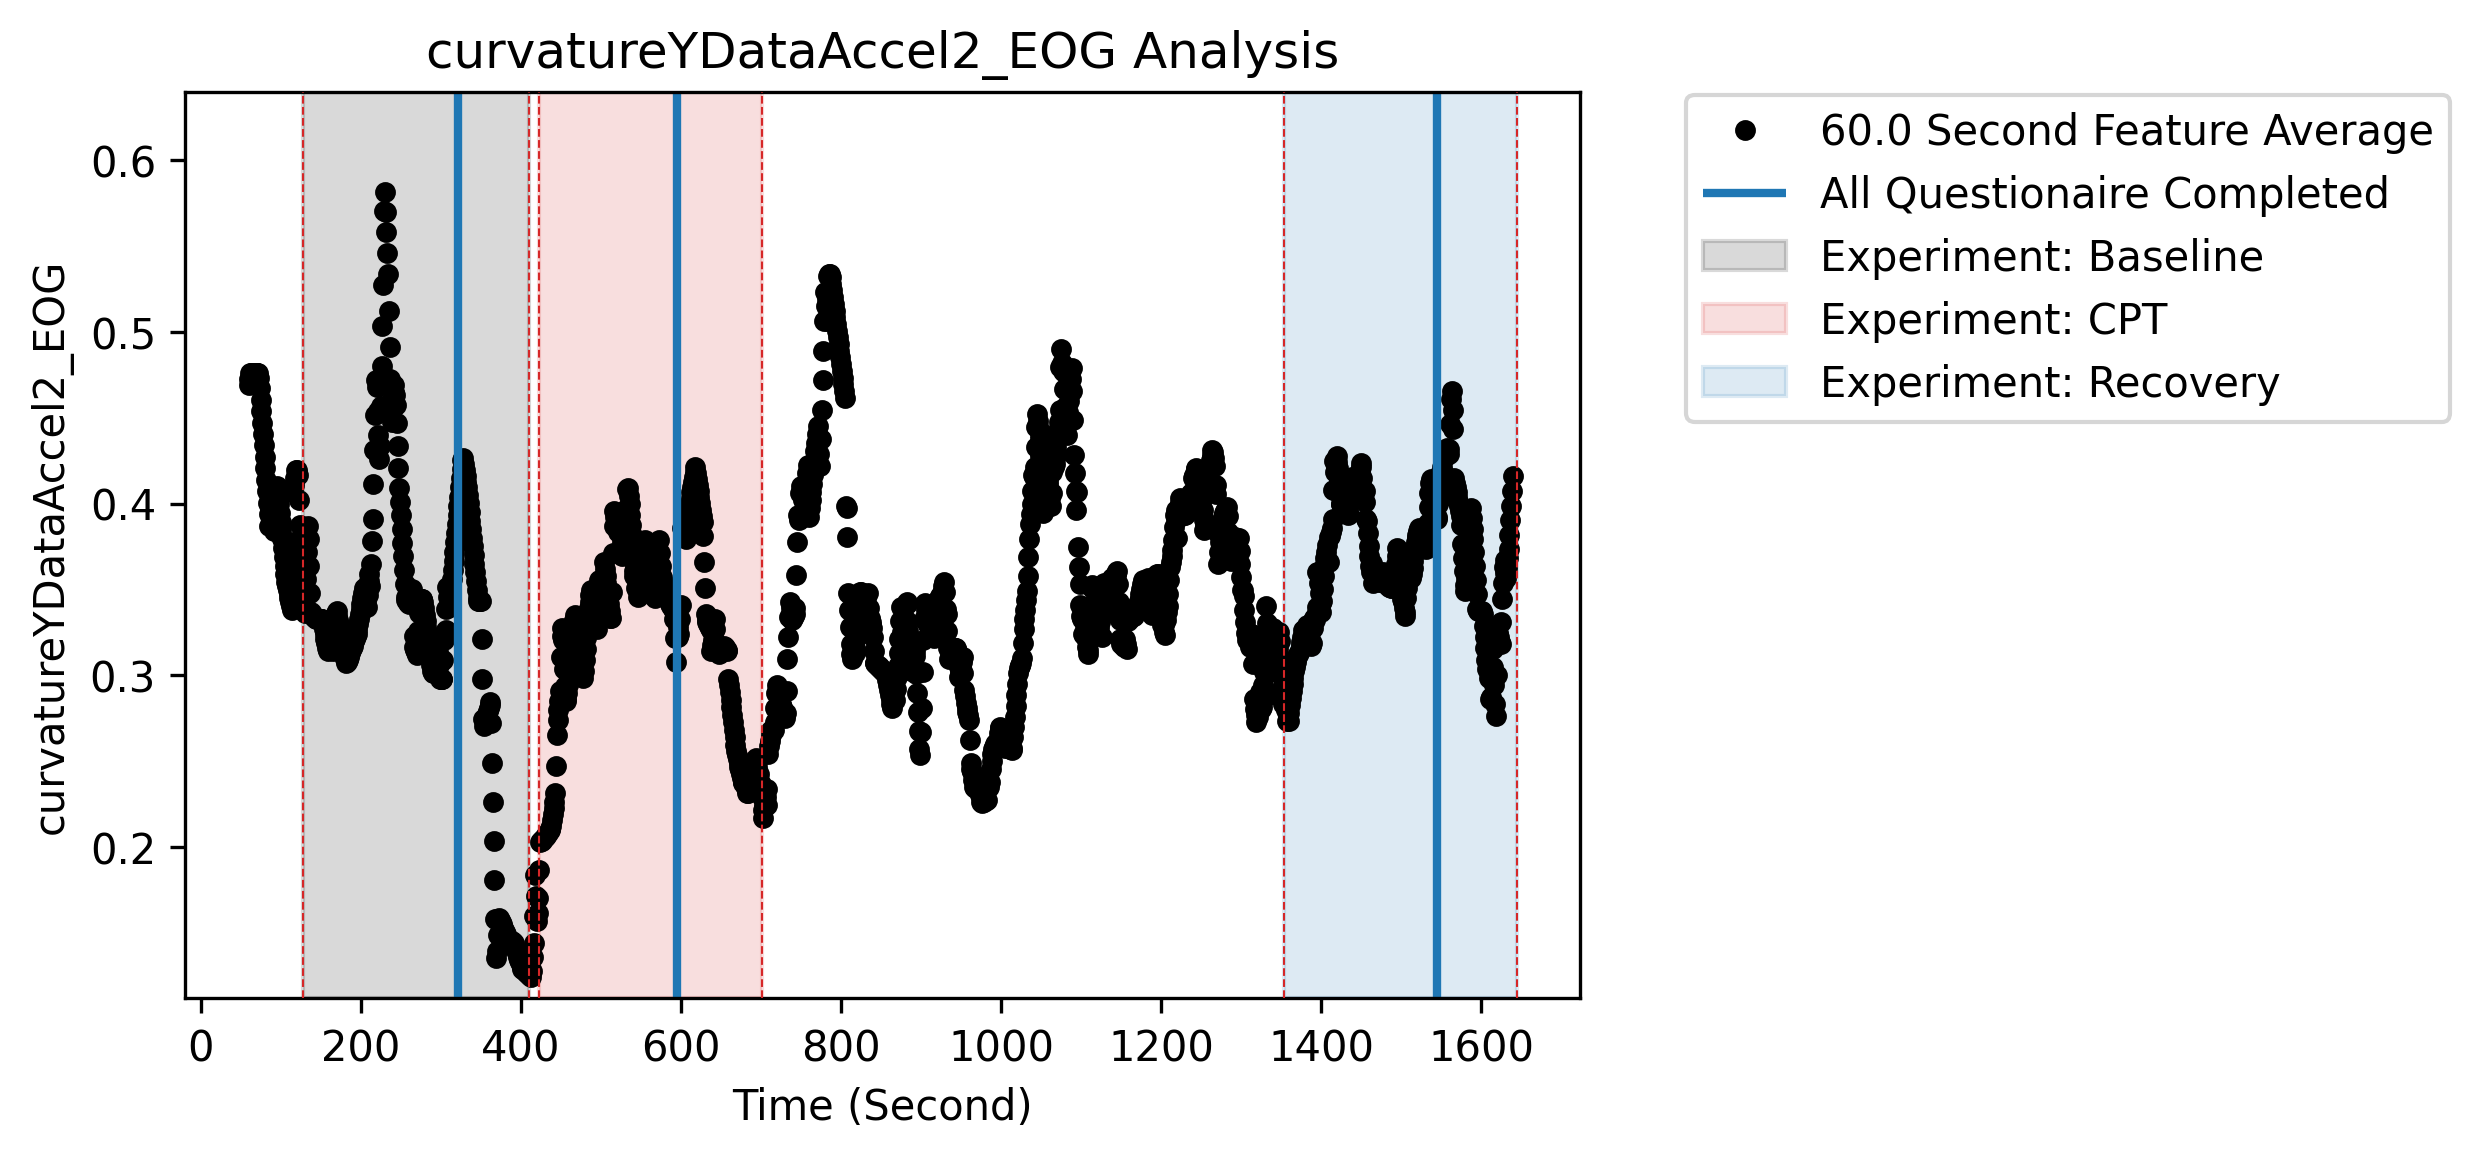 curvatureYDataAccel2_EOG Analysis
curvatureYDataAccel2_EOG
0.6
0.5
0.4
0.3
0.2
0 200 400 600 800 1000 1200 1400 1600
Time (Second)
60.0 Second Feature Average
All Questionaire Completed
Experiment: Baseline
Experiment: CPT
Experiment: Recovery